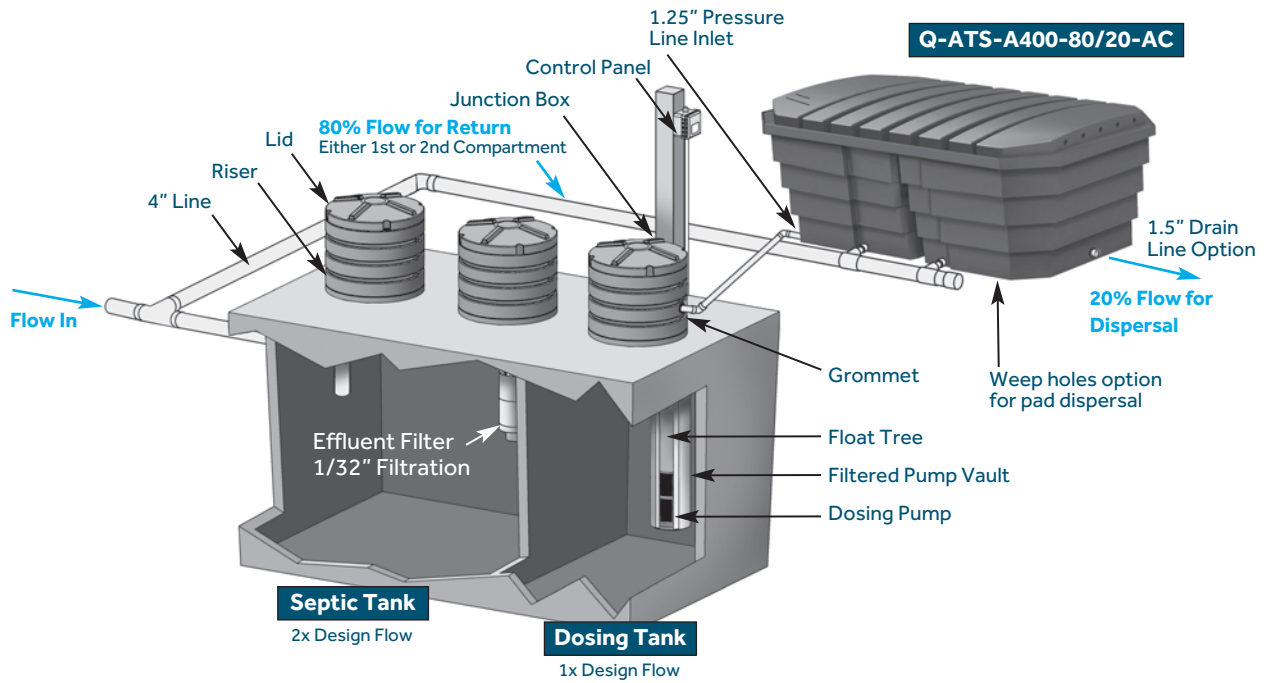 1.25” Pressure
Line Inlet
Q-ATS-A400-80/20-AC
Control Panel
Junction Box
80% Flow for Return
Either 1st or 2nd Compartment
Lid
Riser
4” Line
1.5” Drain
Line Option
Flow In
20% Flow for
Dispersal
Grommet
Weep holes option
for pad dispersal
Effluent Filter
1/32” Filtration
Float Tree
Filtered Pump Vault
Dosing Pump
Septic Tank
2x Design Flow
Dosing Tank
1x Design Flow